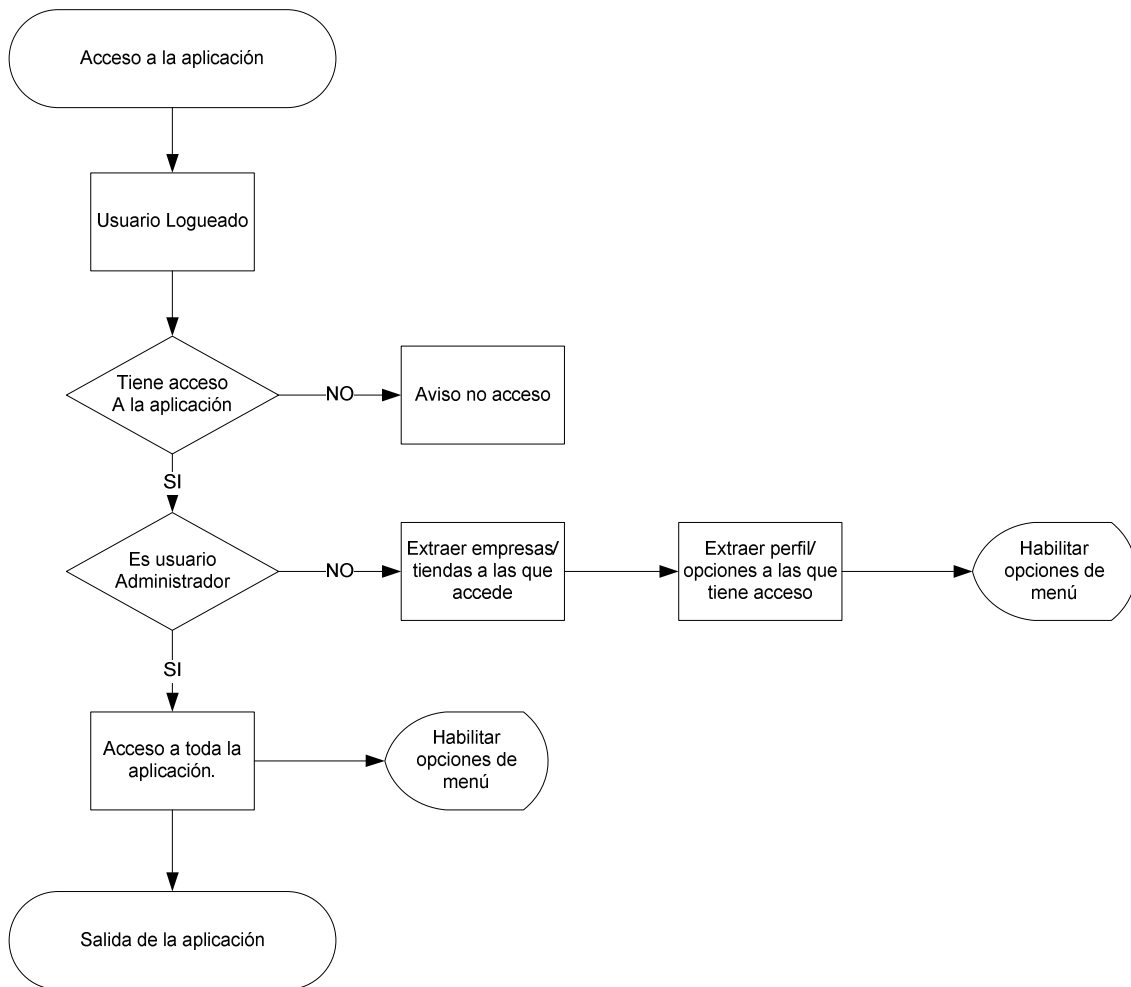 Acceso a la aplicación
Usuario Logueado
Tiene acceso
A la aplicación
NO
Aviso no acceso
SI
Es usuario
Administrador
NO
Extraer empresas/
tiendas a las que
accede
Extraer perfil/
opciones a las que
tiene acceso
Habilitar
opciones de
menú
SI
Acceso a toda la
aplicación.
Habilitar
opciones de
menú
Salida de la aplicación